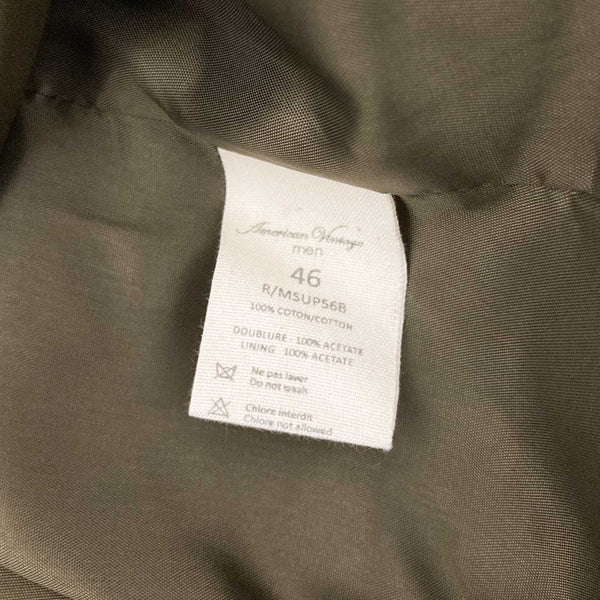 American Vintage
men
46
R/MSUP56B
100% COTON/COTTON
DOUBLURE - 100% ACETATE
LINING 100% ACETATE
Ne pas laver
Do not wash
Chlore interdit
Chlore not allowed